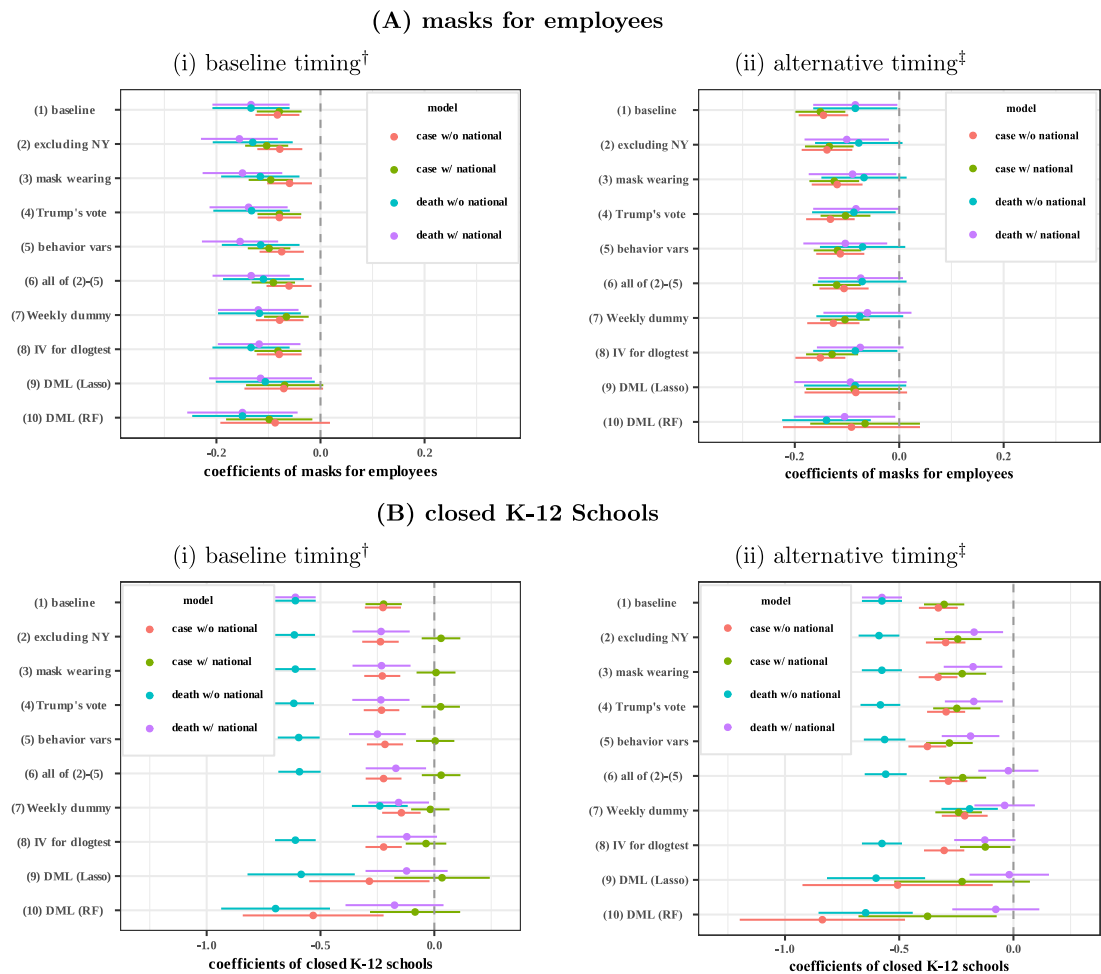 (A) masks for employees
(i) baseline timing†
(1) baseline
(2) excluding NY
(3) mask wearing
(4) Trump's vote
(5) behavior vars
(6) all of (2)-(5)
(7) Weekly dummy
(8) IV for dlogtest
(9) DML (Lasso)
(10) DML (RF)
model
case w/o national
case w/ national
death w/o national
death w/ national
-0.2 0.0 0.2
coefficients of masks for employees
(ii) alternative timing‡
(1) baseline
(2) excluding NY
(3) mask wearing
(4) Trump's vote
(5) behavior vars
(6) all of (2)-(5)
(7) Weekly dummy
(8) IV for dlogtest
(9) DML (Lasso)
(10) DML (RF)
model
case w/o national
case w/ national
death w/o national
death w/ national
-0.2 0.0 0.2
coefficients of masks for employees
(B) closed K-12 Schools
(i) baseline timing†
(1) baseline
(2) excluding NY
(3) mask wearing
(4) Trump's vote
(5) behavior vars
(6) all of (2)-(5)
(7) Weekly dummy
(8) IV for dlogtest
(9) DML (Lasso)
(10) DML (RF)
model
case w/o national
case w/ national
death w/o national
death w/ national
-1.0 -0.5 0.0
coefficients of closed K-12 schools
(ii) alternative timing‡
(1) baseline
(2) excluding NY
(3) mask wearing
(4) Trump's vote
(5) behavior vars
(6) all of (2)-(5)
(7) Weekly dummy
(8) IV for dlogtest
(9) DML (Lasso)
(10) DML (RF)
model
case w/o national
case w/ national
death w/o national
death w/ national
-1.0 -0.5 0.0
coefficients of closed K-12 schools